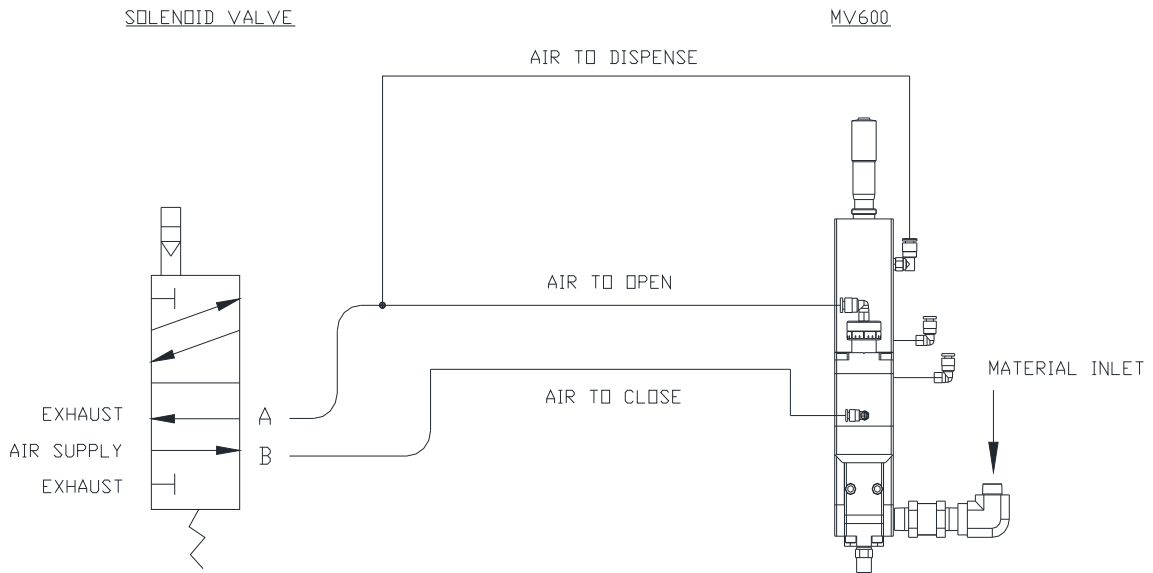 SOLENOID VALVE
MV600
AIR TO DISPENSE
AIR TO OPEN
AIR TO CLOSE
MATERIAL INLET
EXHAUST
A
AIR SUPPLY
B
EXHAUST